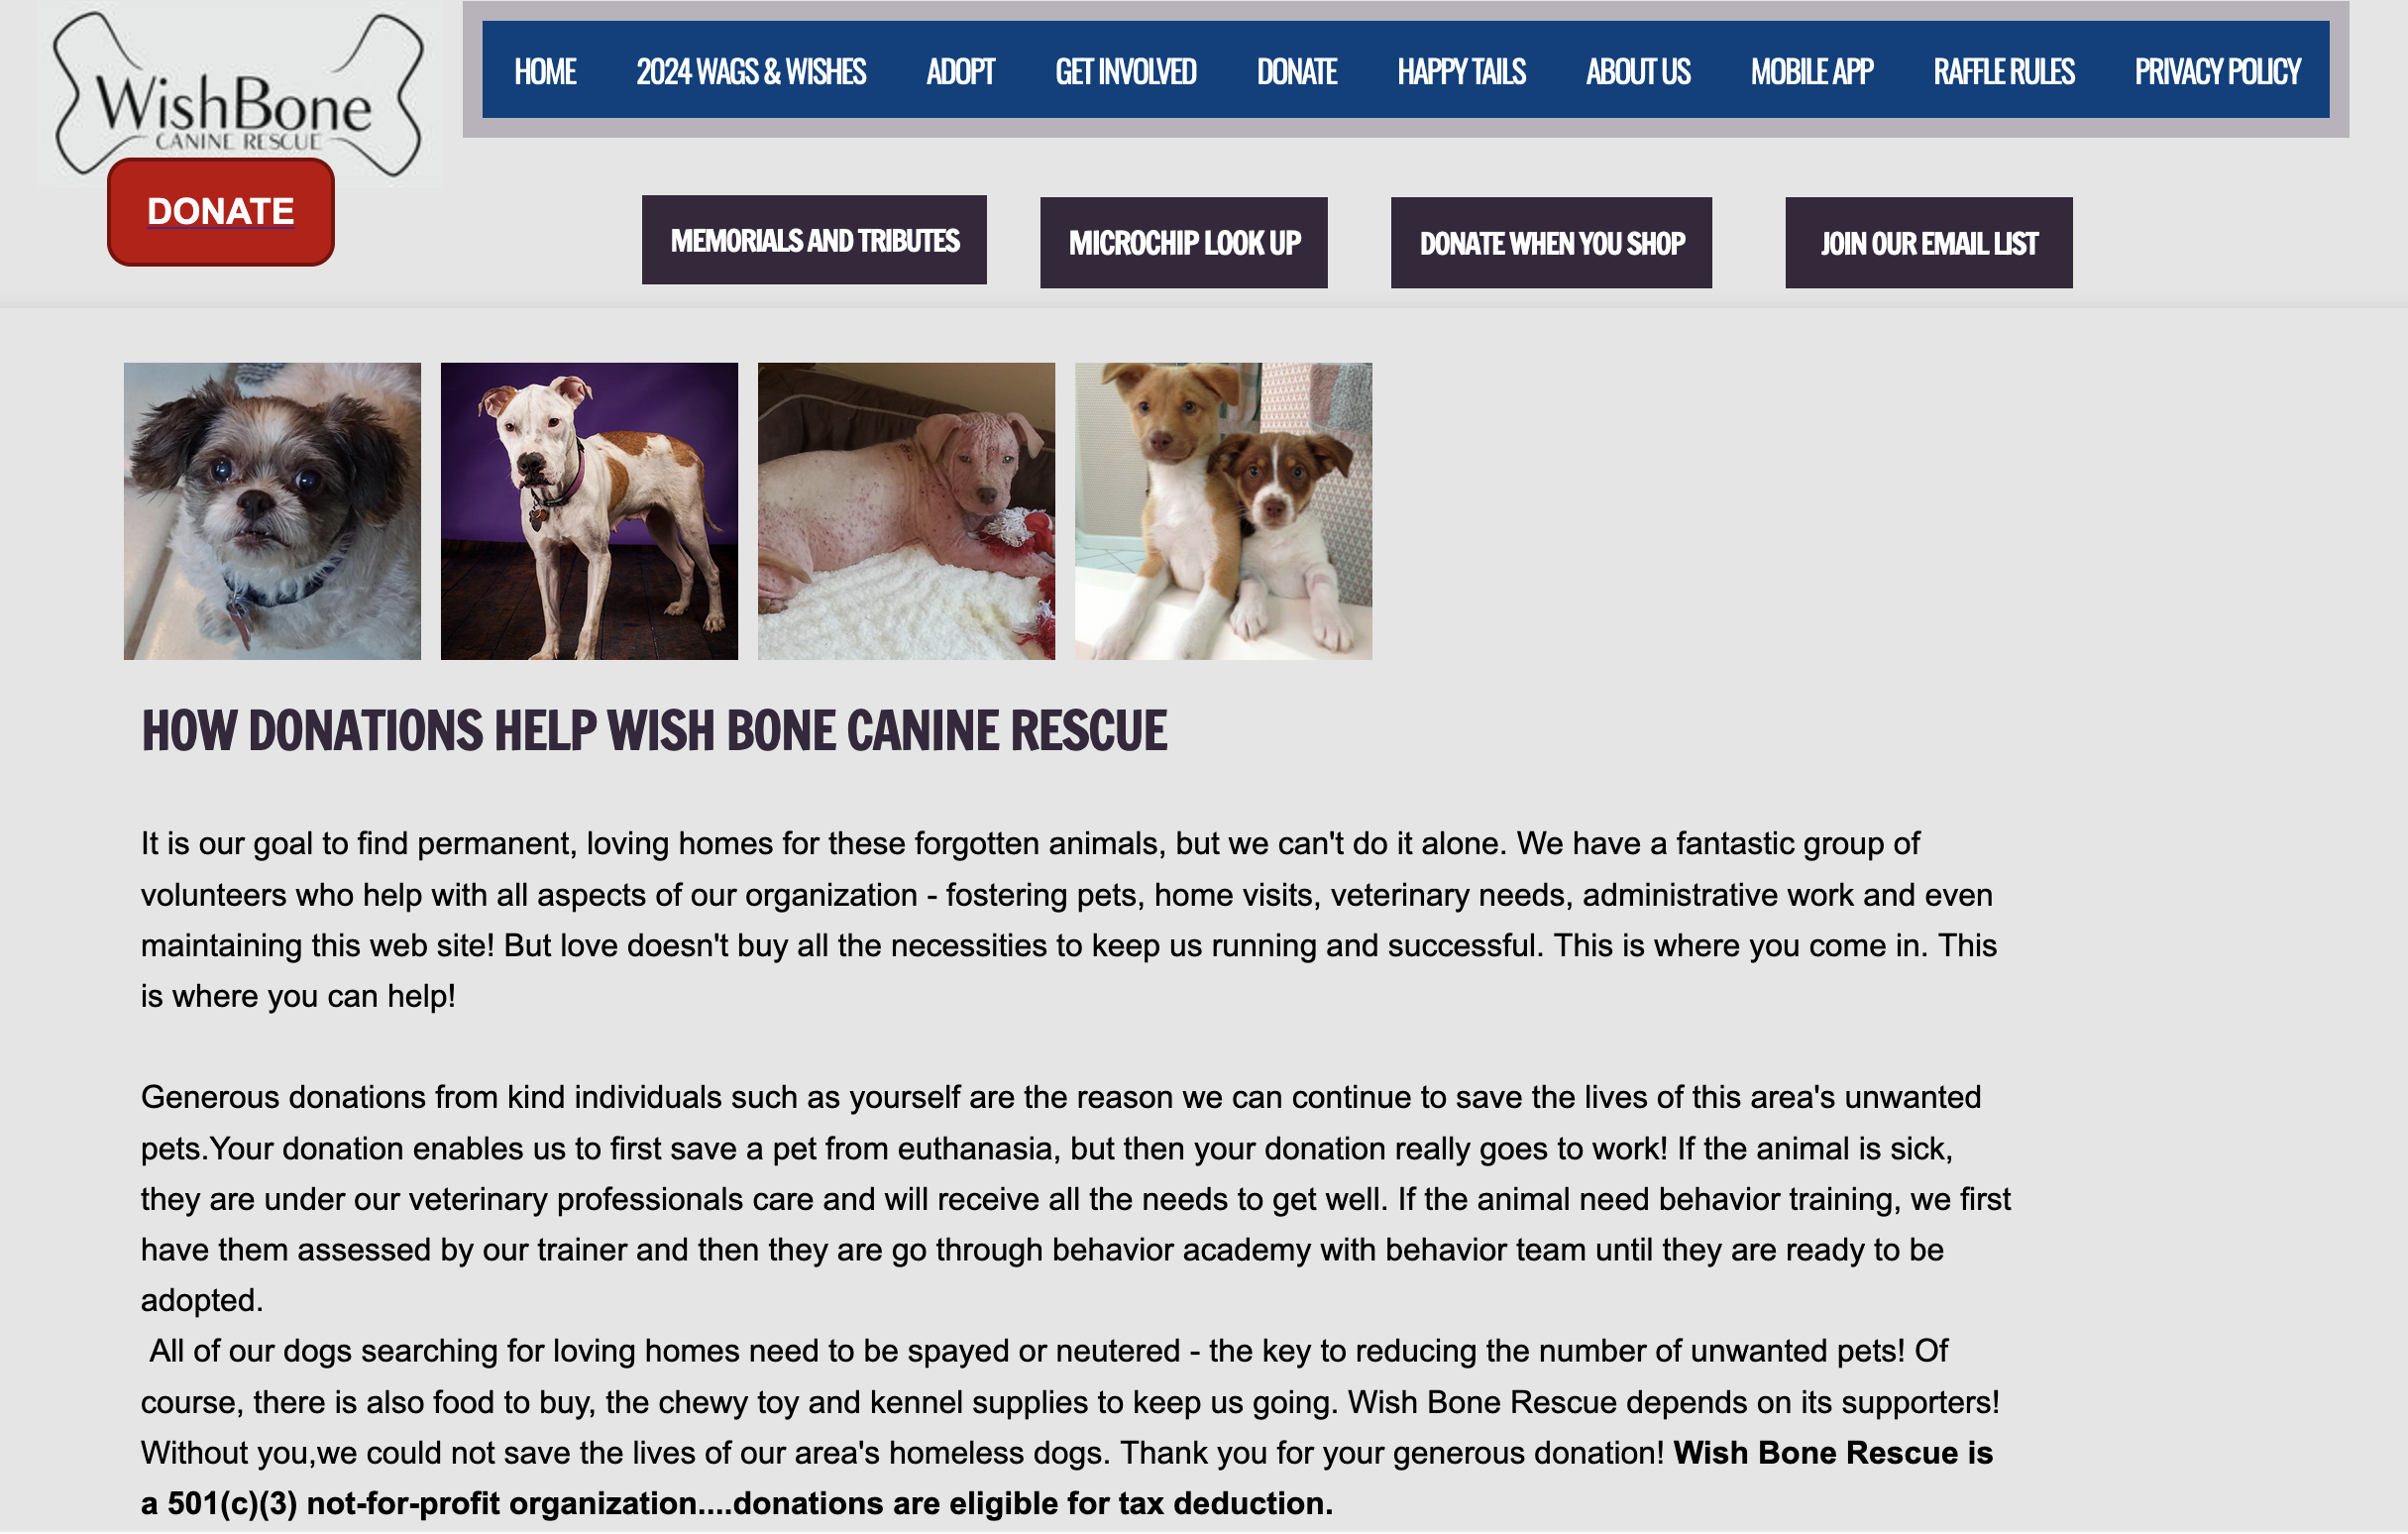 WishBone
CANINE RESCUE
HOME 2024 WAGS & WISHES ADOPT GET INVOLVED DONATE HAPPY TAILS ABOUT US MOBILE APP RAFFLE RULES PRIVACY POLICY
DONATE
MEMORIALS AND TRIBUTES MICROCHIP LOOK UP DONATE WHEN YOU SHOP JOIN OUR EMAIL LIST
HOW DONATIONS HELP WISH BONE CANINE RESCUE
It is our goal to find permanent, loving homes for these forgotten animals, but we can't do it alone. We have a fantastic group of
volunteers who help with all aspects of our organization - fostering pets, home visits, veterinary needs, administrative work and even
maintaining this web site! But love doesn't buy all the necessities to keep us running and successful. This is where you come in. This
is where you can help!
Generous donations from kind individuals such as yourself are the reason we can continue to save the lives of this area's unwanted
pets.Your donation enables us to first save a pet from euthanasia, but then your donation really goes to work! If the animal is sick,
they are under our veterinary professionals care and will receive all the needs to get well. If the animal need behavior training, we first
have them assessed by our trainer and then they are go through behavior academy with behavior team until they are ready to be
adopted.
All of our dogs searching for loving homes need to be spayed or neutered - the key to reducing the number of unwanted pets! Of
course, there is also food to buy, the chewy toy and kennel supplies to keep us going. Wish Bone Rescue depends on its supporters!
Without you,we could not save the lives of our area's homeless dogs. Thank you for your generous donation! Wish Bone Rescue is
a 501(c)(3) not-for-profit organization....donations are eligible for tax deduction.